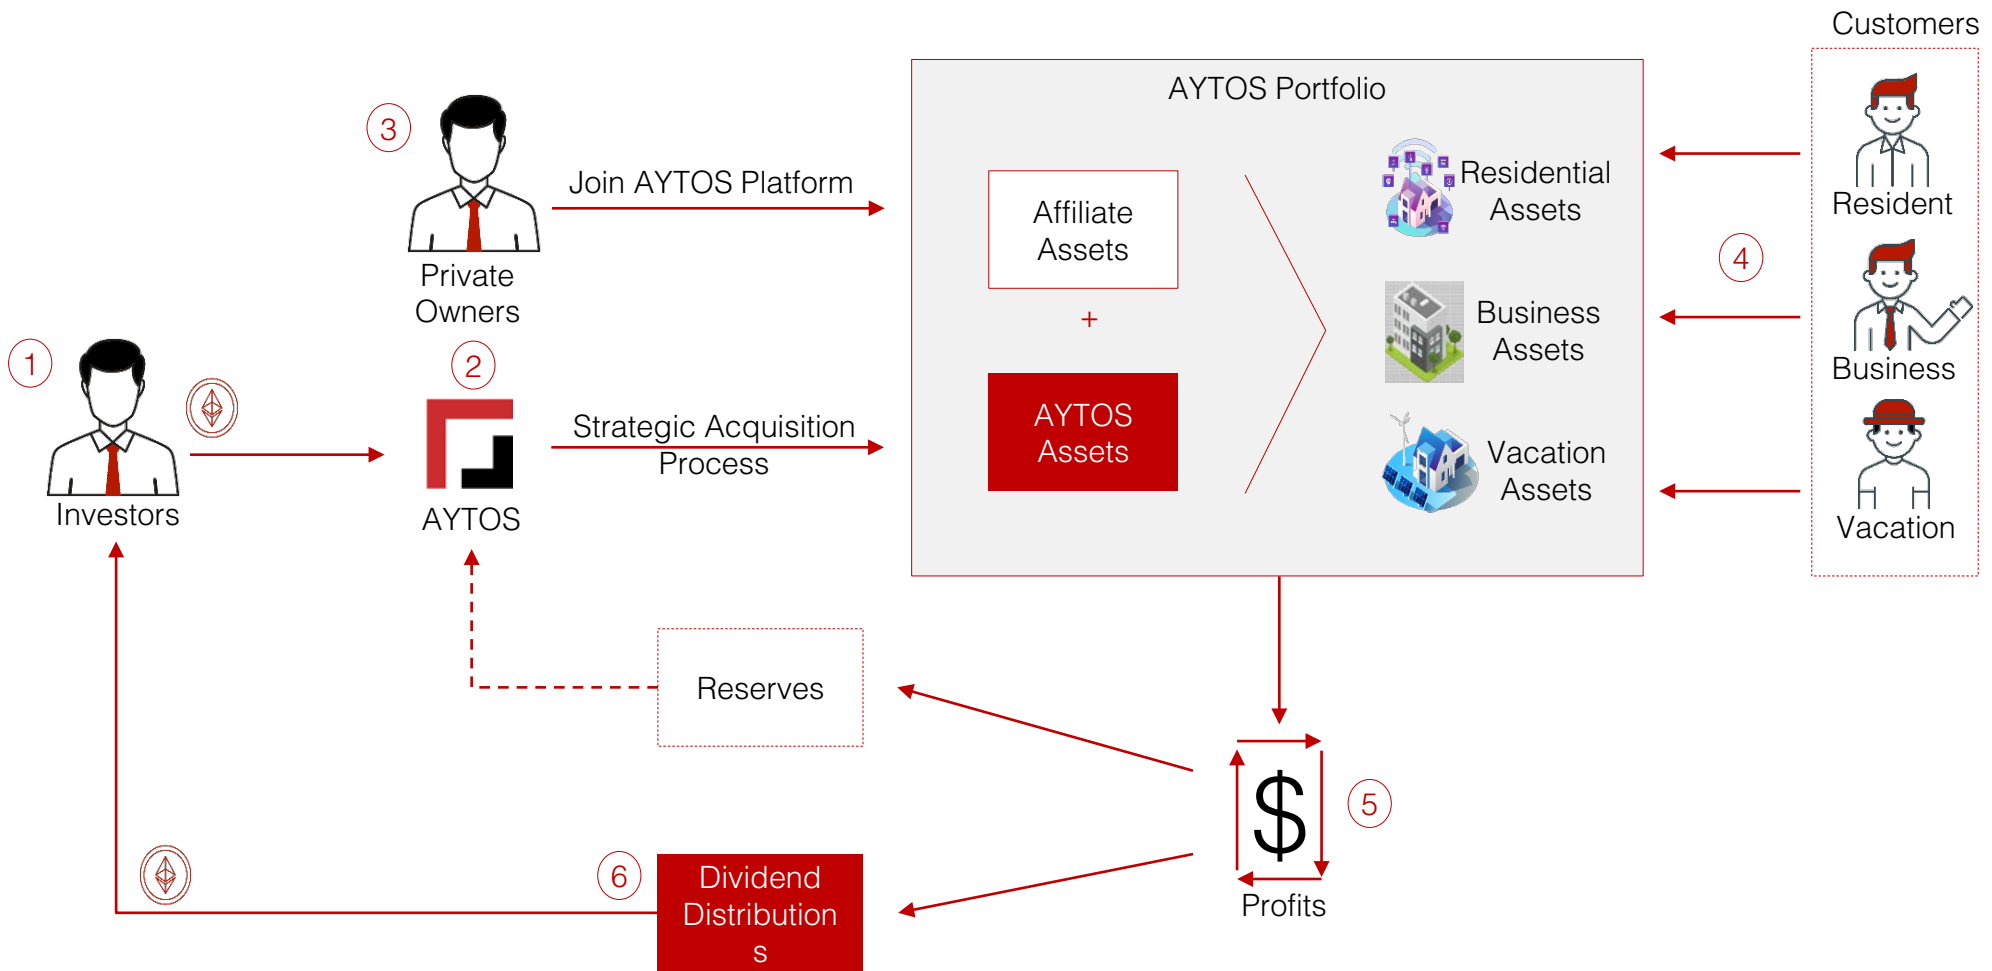 Customers
AYTOS Portfolio
3
Join AYTOS Platform
Private
Owners
Affiliate
Assets
+
AYTOS
Assets
Residential
Assets
Business
Assets
Vacation
Assets
4
Resident
Business
Vacation
1
Investors
2
AYTOS
Strategic Acquisition
Process
Reserves
$
5
Profits
6
Dividend
Distribution
s